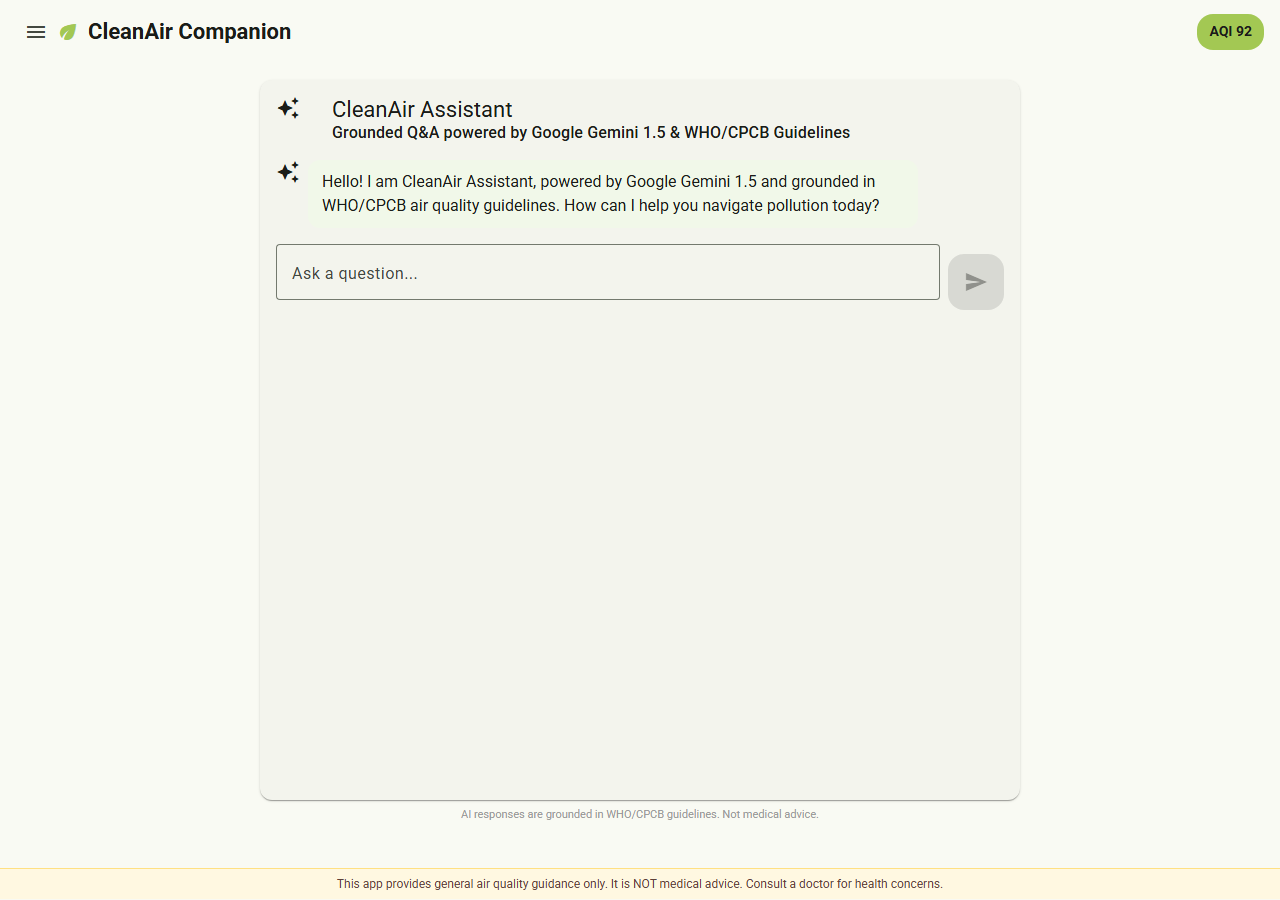 CleanAir Companion
AQI 92
CleanAir Assistant
Grounded Q&A powered by Google Gemini 1.5 & WHO/CPCB Guidelines
Hello! I am CleanAir Assistant, powered by Google Gemini 1.5 and grounded in
WHO/CPCB air quality guidelines. How can I help you navigate pollution today?
Ask a question...
AI responses are grounded in WHO/CPCB guidelines. Not medical advice.
This app provides general air quality guidance only. It is NOT medical advice. Consult a doctor for health concerns.